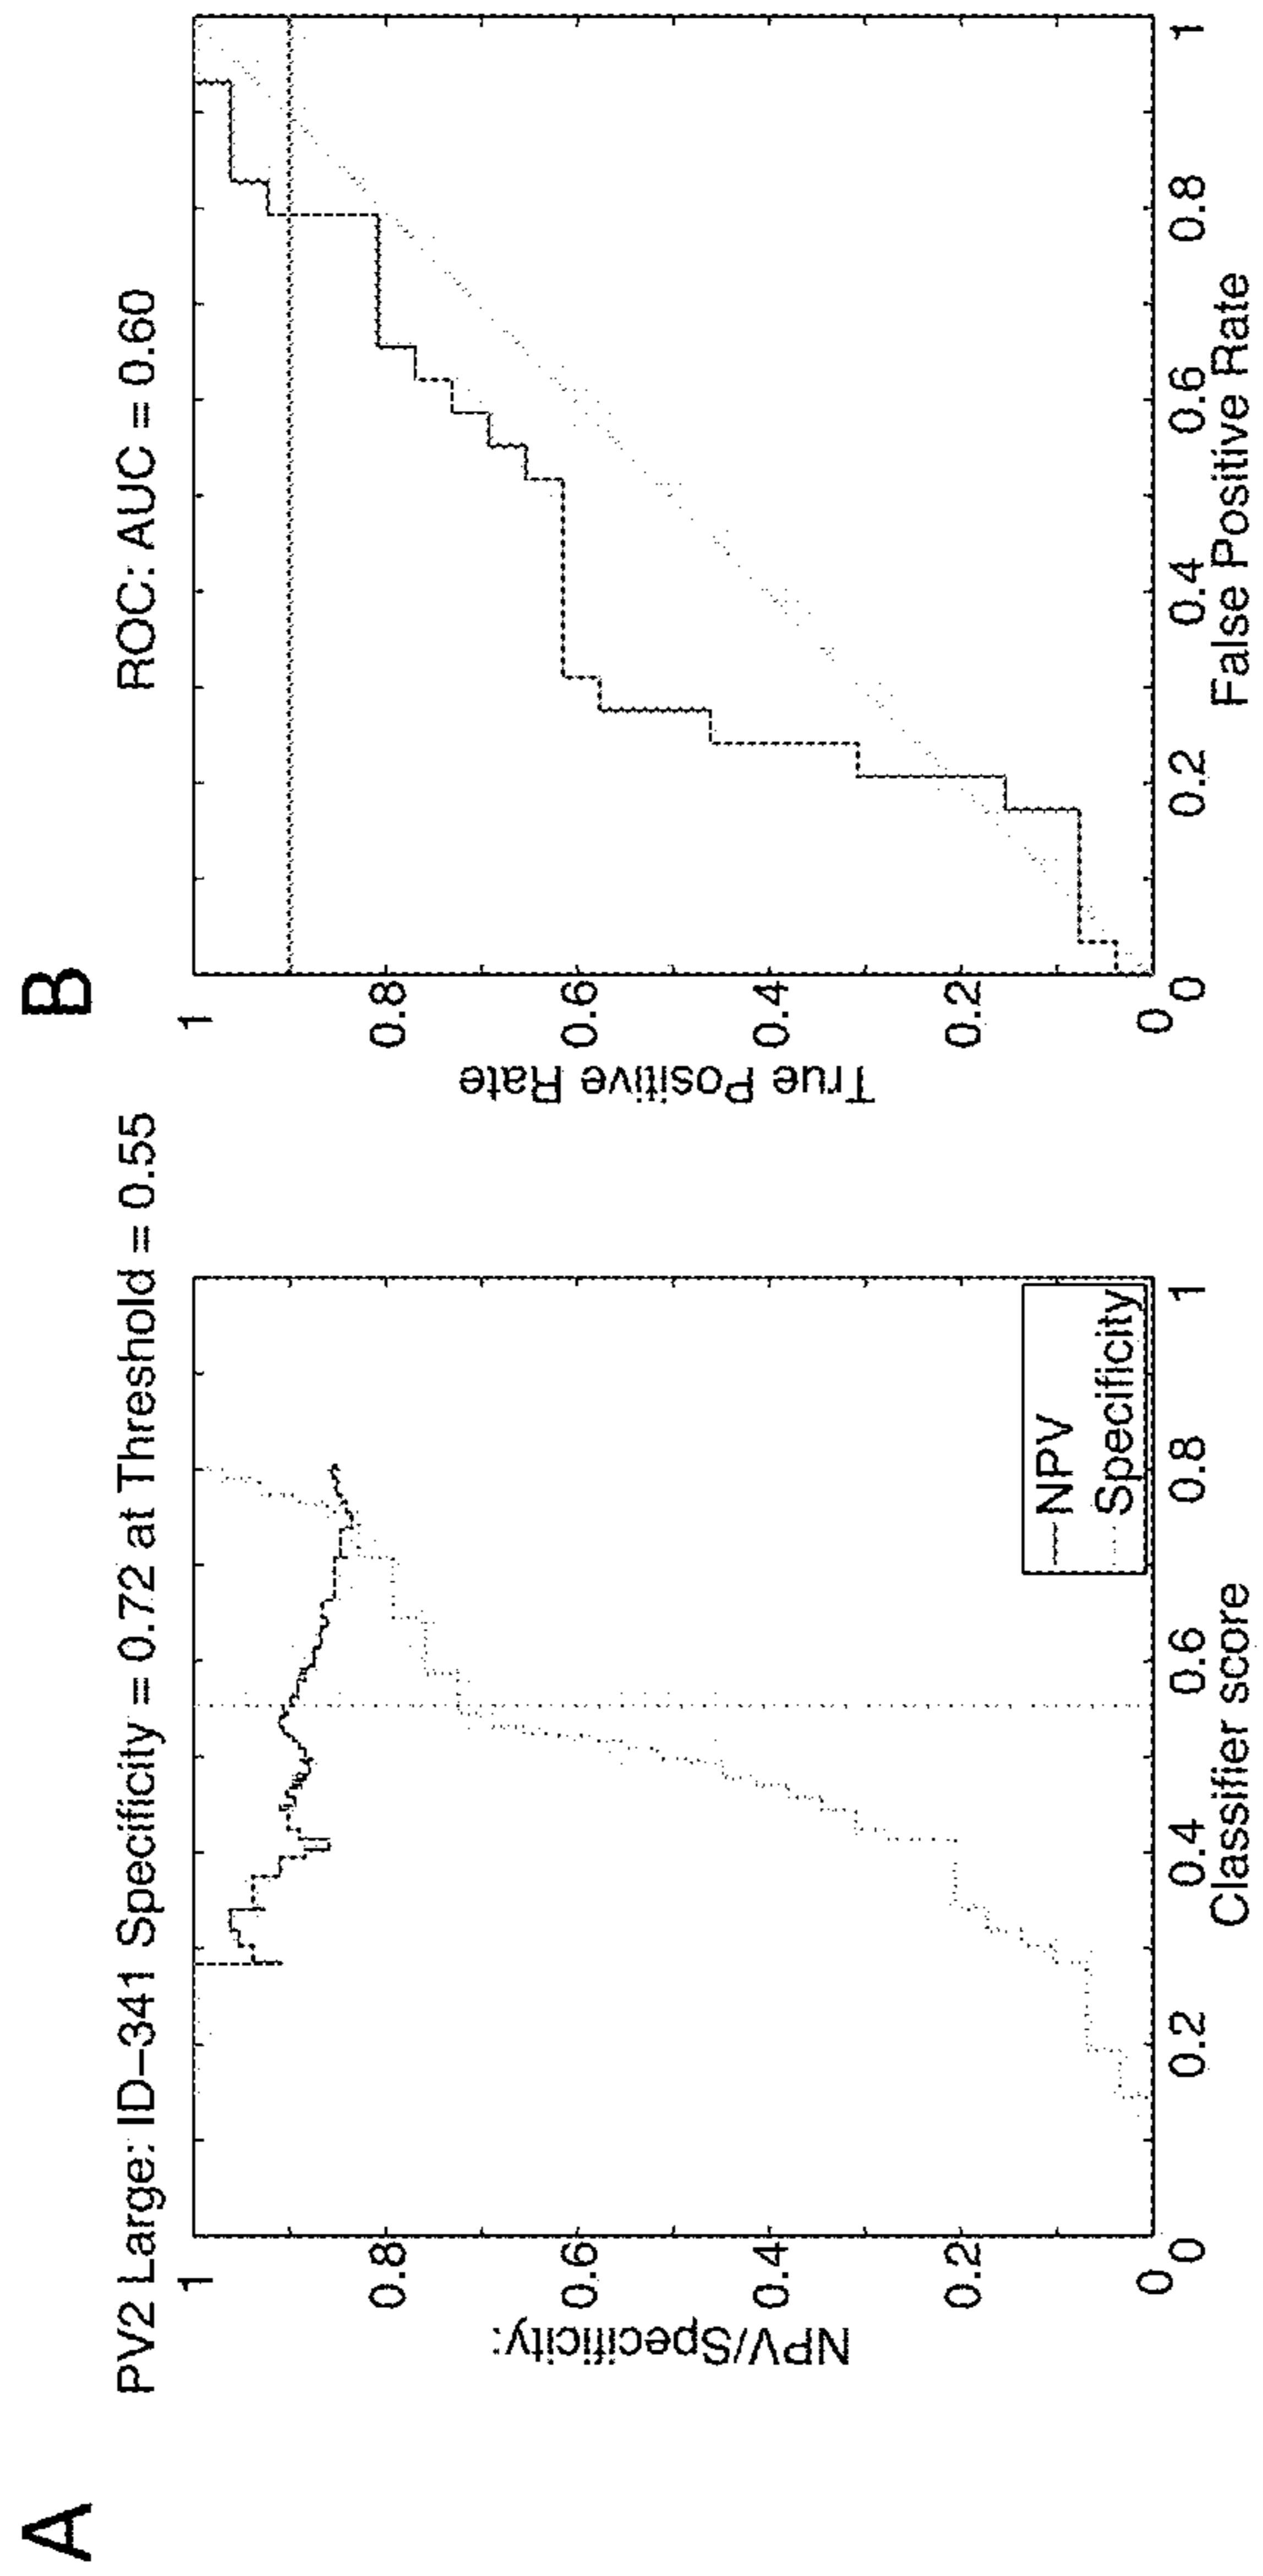 A
PV2 Large: ID–341 Specificity = 0.72 at Threshold = 0.55
NPV/Specificity:
1
0.8
0.6
0.4
0.2
0
0 0.2 0.4 0.6 0.8 1
Classifier score
NPV
Specificity
B
ROC: AUC = 0.60
True Positive Rate
1
0.8
0.6
0.4
0.2
0
0 0.2 0.4 0.6 0.8 1
False Positive Rate